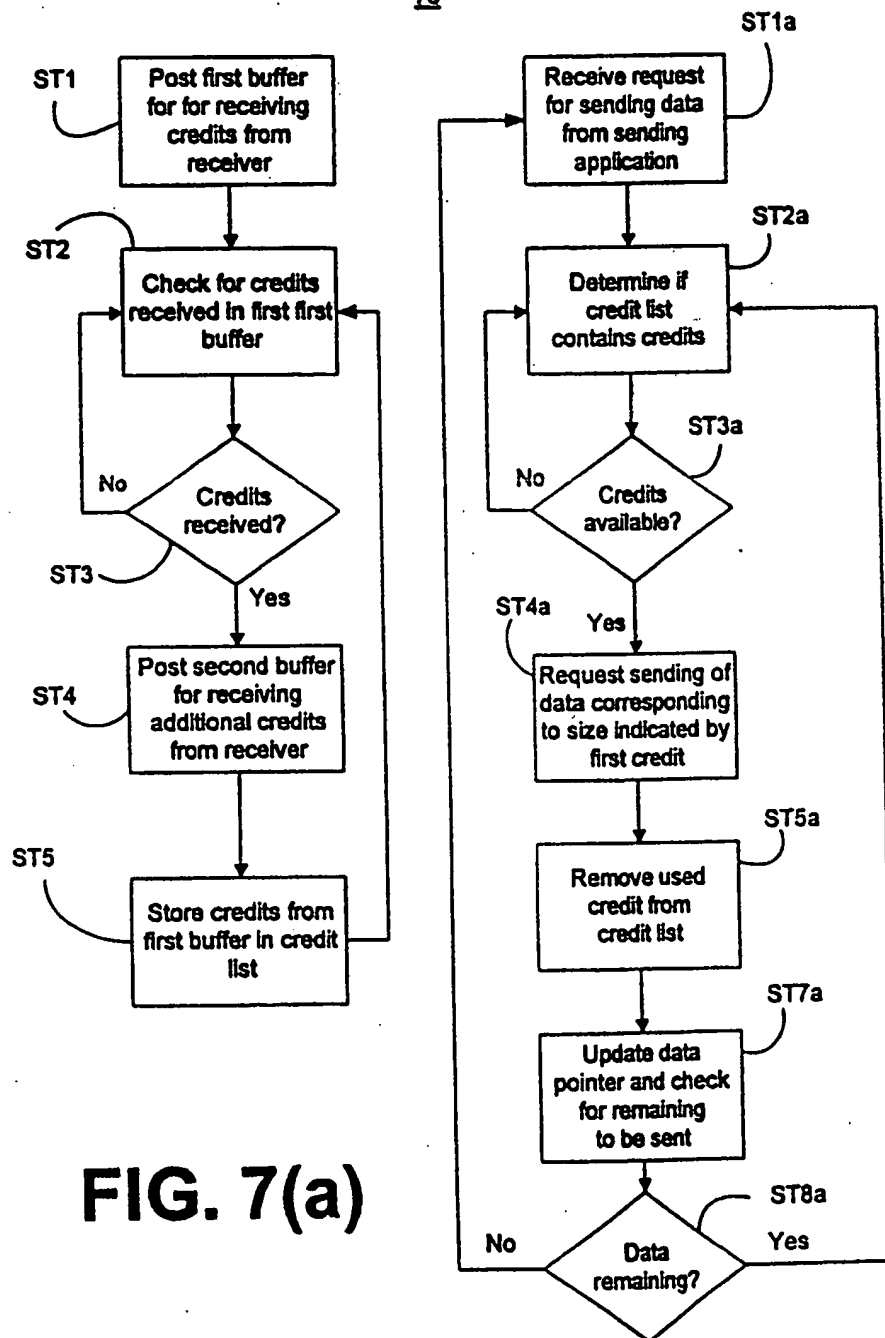 ST1
Post first buffer
for for receiving
credits from
receiver
ST2
Check for credits
received in first first
buffer
No
Credits
received?
ST3
Yes
Post second buffer
for receiving
additional credits
from receiver
ST4
ST5
Store credits from
first buffer in credit
list
ST1a
Receive request
for sending data
from sending
application
ST2a
Determine if
credit list
contains credits
ST3a
No
Credits
available?
ST4a
Yes
Request sending of
data corresponding
to size indicated by
first credit
ST5a
Remove used
credit from
credit list
ST7a
Update data
pointer and check
for remaining
to be sent
ST8a
No
Data
remaining?
Yes
FIG. 7(a)